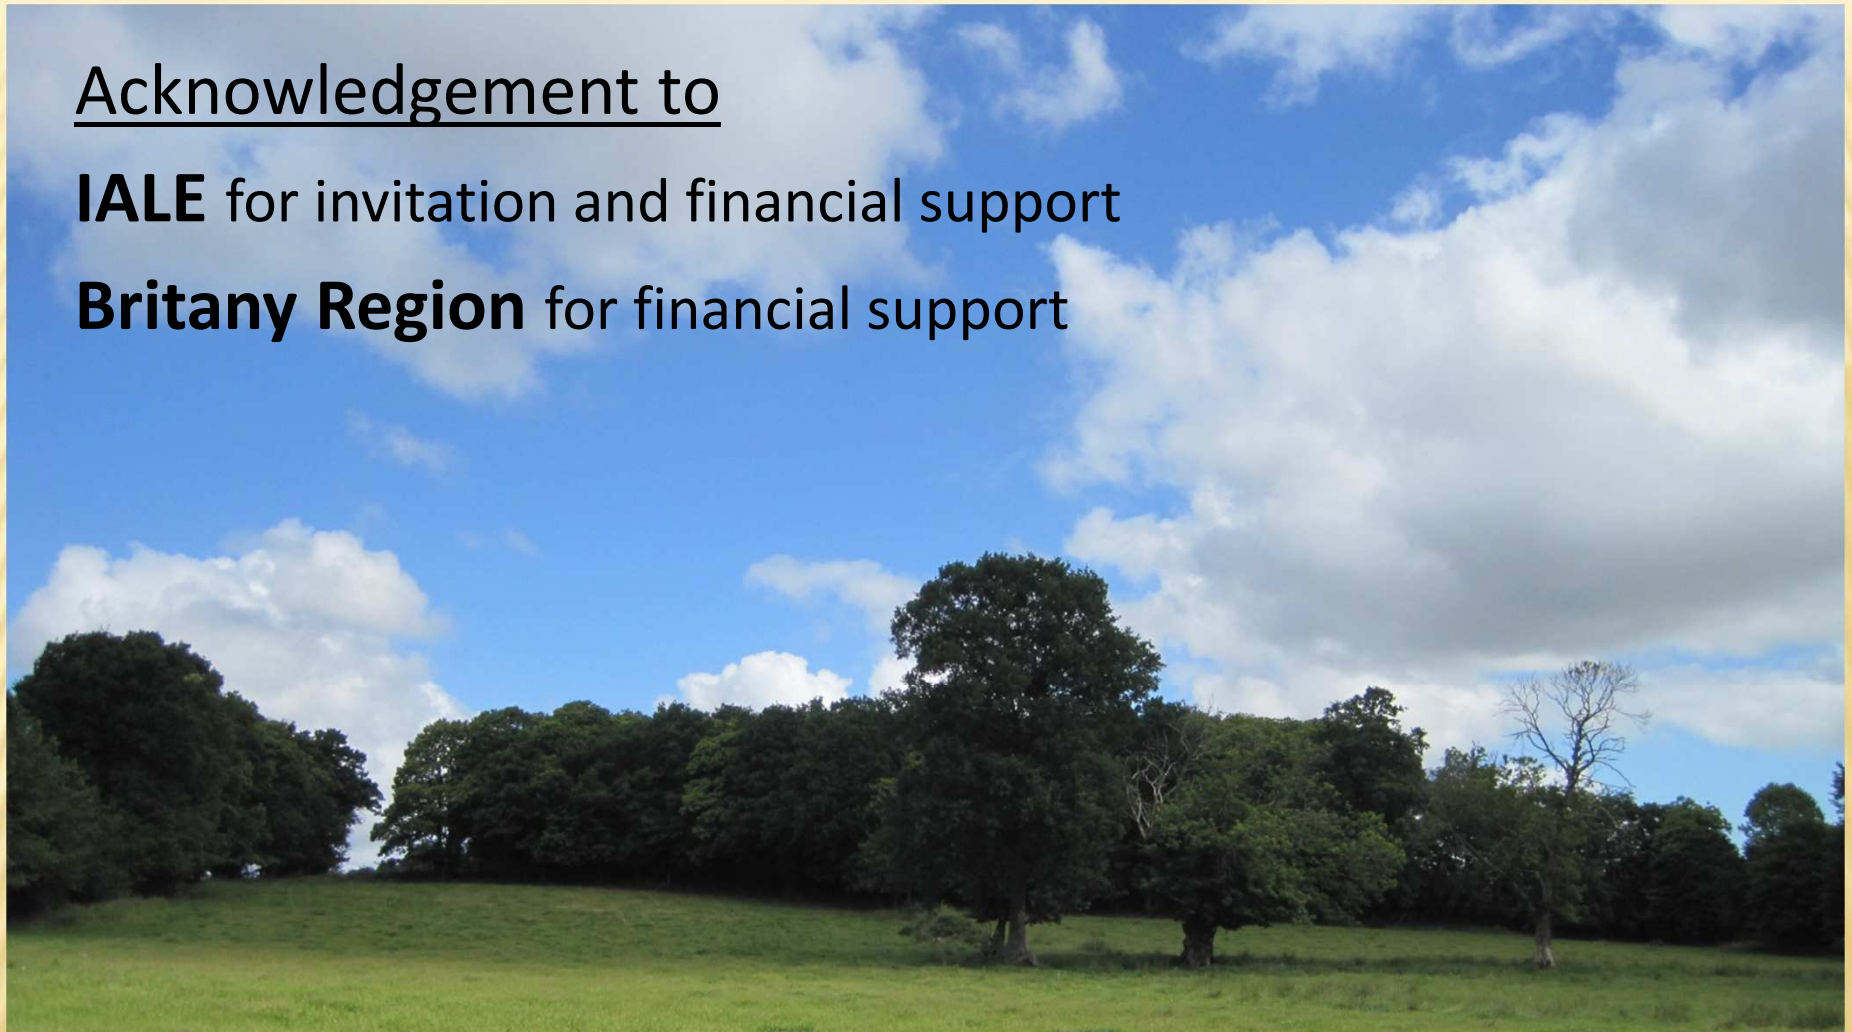 Acknowledgement to
IALE for invitation and financial support
Britany Region for financial support